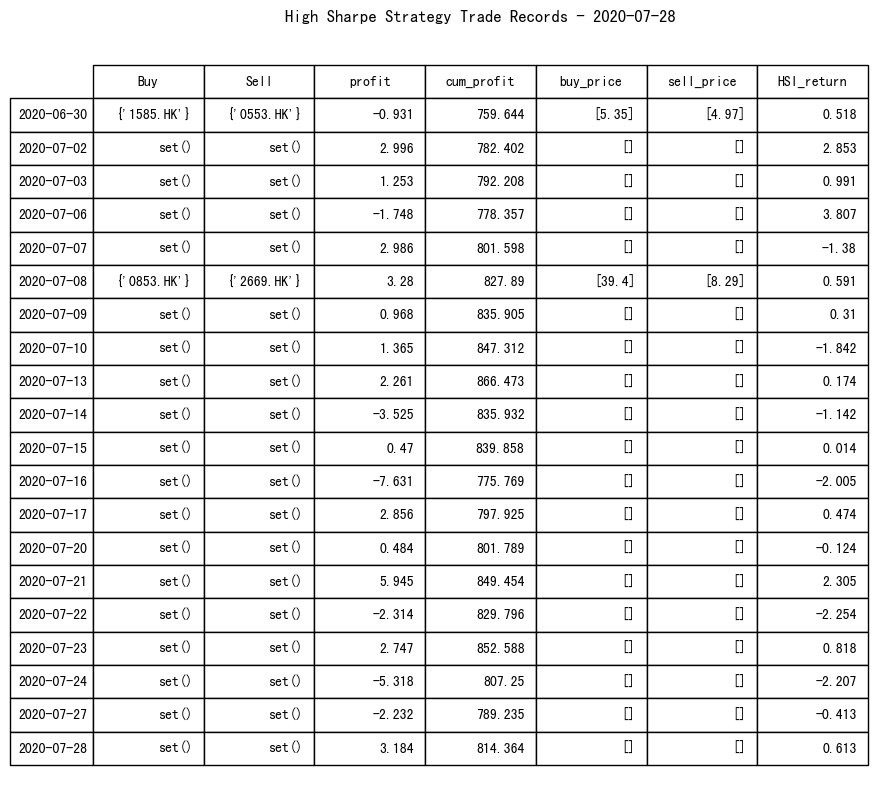 High Sharpe Strategy Trade Records - 2020-07-28
Buy Sell profit cum_profit buy_price sell_price HSI_return
2020-06-30 {'1585.HK'} {'0553.HK'} -0.931 759.644 [5.35] [4.97] 0.518
2020-07-02 set() set() 2.996 782.402 [] [] 2.853
2020-07-03 set() set() 1.253 792.208 [] [] 0.991
2020-07-06 set() set() -1.748 778.357 [] [] 3.807
2020-07-07 set() set() 2.986 801.598 [] [] -1.38
2020-07-08 {'0853.HK'} {'2669.HK'} 3.28 827.89 [39.4] [8.29] 0.591
2020-07-09 set() set() 0.968 835.905 [] [] 0.31
2020-07-10 set() set() 1.365 847.312 [] [] -1.842
2020-07-13 set() set() 2.261 866.473 [] [] 0.174
2020-07-14 set() set() -3.525 835.932 [] [] -1.142
2020-07-15 set() set() 0.47 839.858 [] [] 0.014
2020-07-16 set() set() -7.631 775.769 [] [] -2.005
2020-07-17 set() set() 2.856 797.925 [] [] 0.474
2020-07-20 set() set() 0.484 801.789 [] [] -0.124
2020-07-21 set() set() 5.945 849.454 [] [] 2.305
2020-07-22 set() set() -2.314 829.796 [] [] -2.254
2020-07-23 set() set() 2.747 852.588 [] [] 0.818
2020-07-24 set() set() -5.318 807.25 [] [] -2.207
2020-07-27 set() set() -2.232 789.235 [] [] -0.413
2020-07-28 set() set() 3.184 814.364 [] [] 0.613